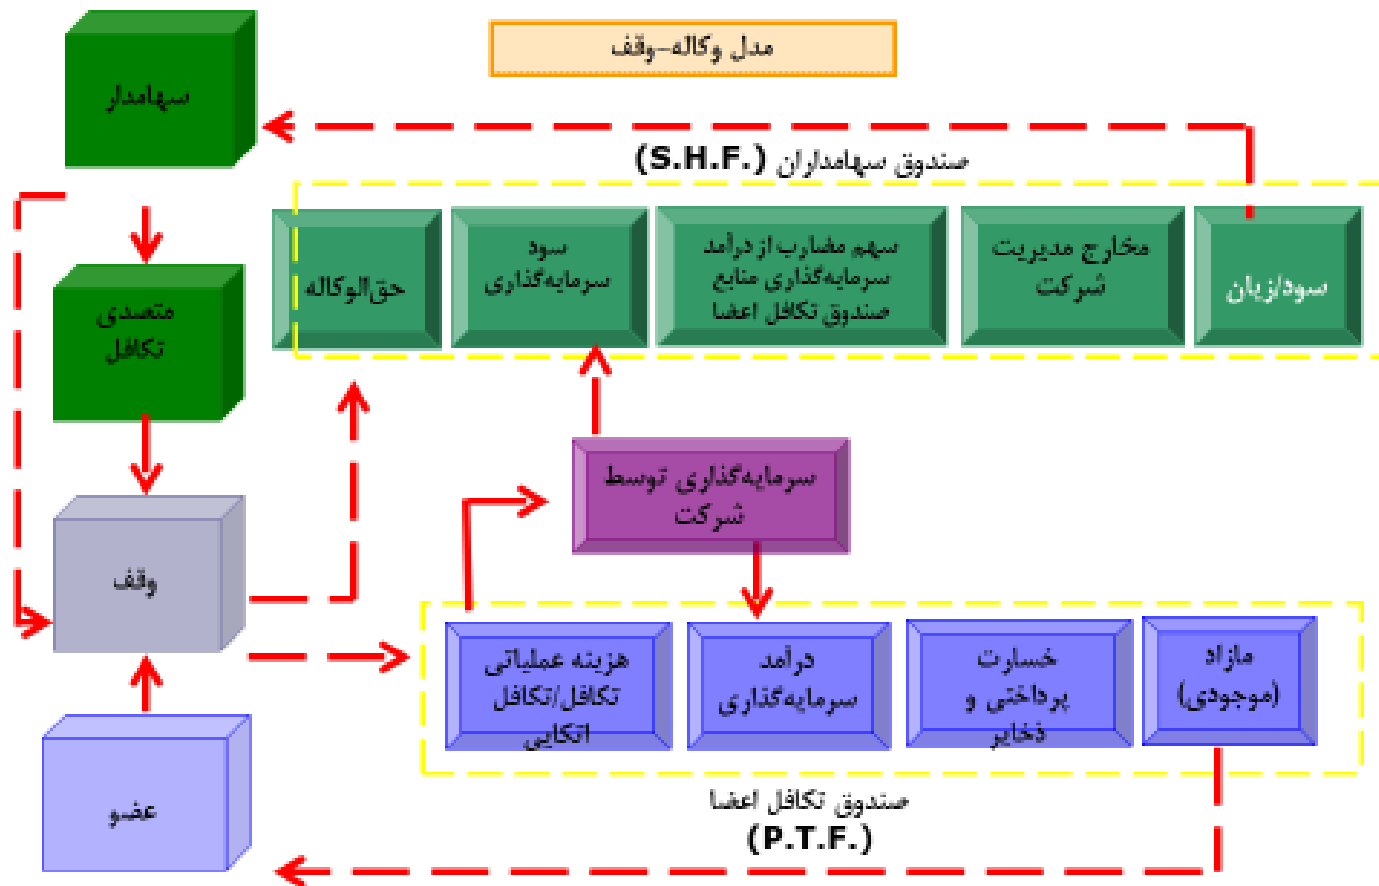 مدل وکاله-وقف
سهامدار
صندوق سهامداران (S.H.F.)
حق‌الوکاله
سود
سرمایه‌گذاری
سهم مضارب از درآمد
سرمایه‌گذاری منابع
صندوق تکافل اعضا
مخارج مدیریت
شرکت
سود/زیان
متصدی
تکافل
سرمایه‌گذاری توسط
شرکت
وقف
هزینه عملیاتی
تکافل/تکافل
اتکایی
درآمد
سرمایه‌گذاری
خسارت
پرداختی و
ذخایر
مازاد
(موجودی)
عضو
صندوق تکافل اعضا
(P.T.F.)